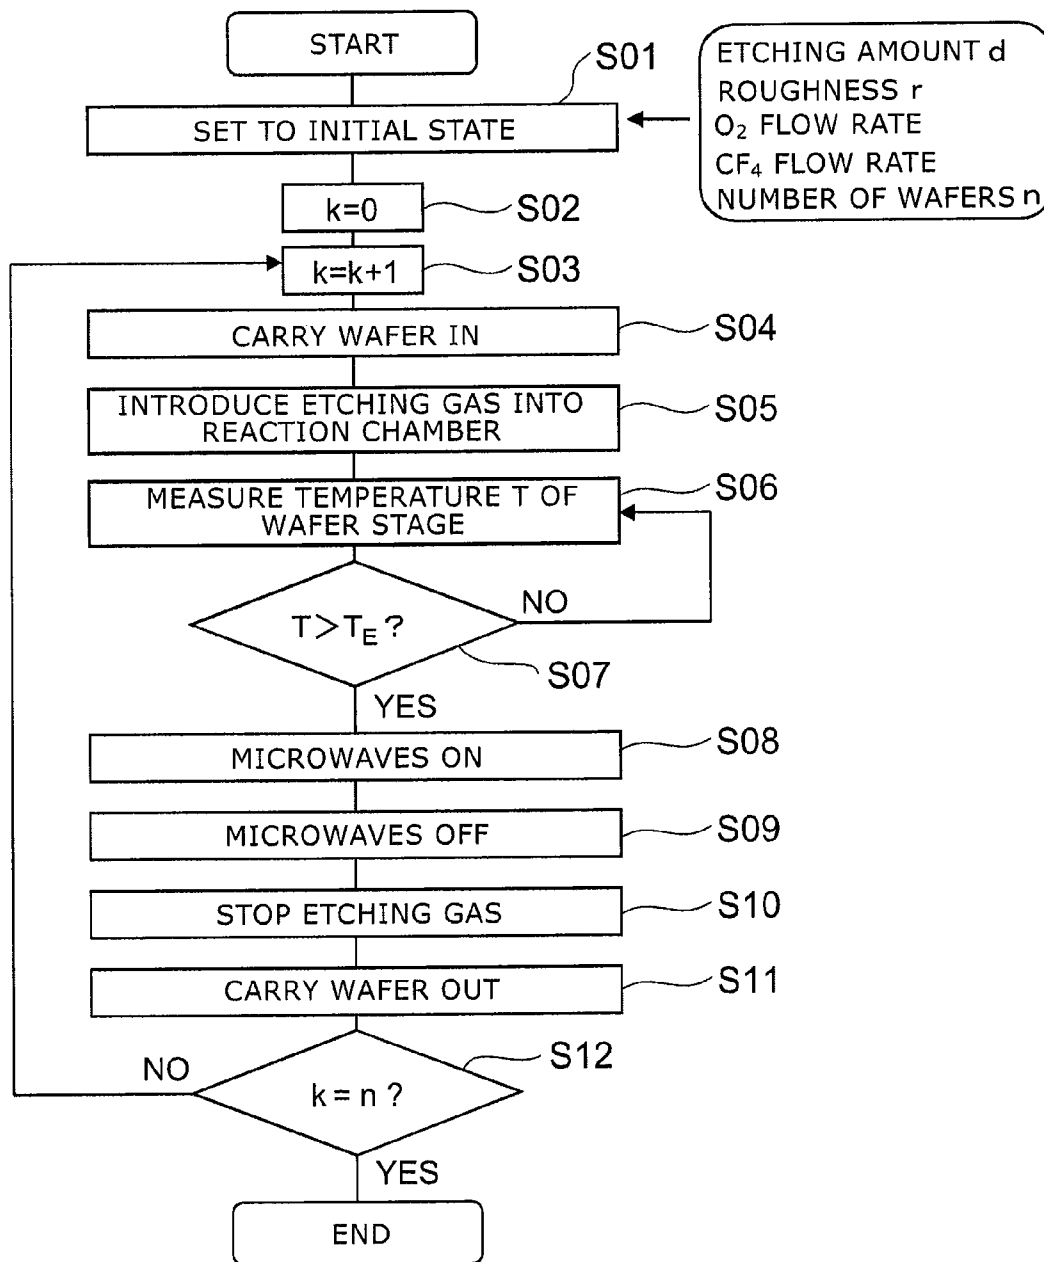 START
S01
SET TO INITIAL STATE
ETCHING AMOUNT d
ROUGHNESS r
O₂ FLOW RATE
CF₄ FLOW RATE
NUMBER OF WAFERS n
k=0
S02
k=k+1
S03
CARRY WAFER IN
S04
INTRODUCE ETCHING GAS INTO
REACTION CHAMBER
S05
MEASURE TEMPERATURE T OF
WAFER STAGE
S06
T>T_E ?
NO
S07
YES
MICROWAVES ON
S08
MICROWAVES OFF
S09
STOP ETCHING GAS
S10
CARRY WAFER OUT
S11
NO
k = n ?
S12
YES
END